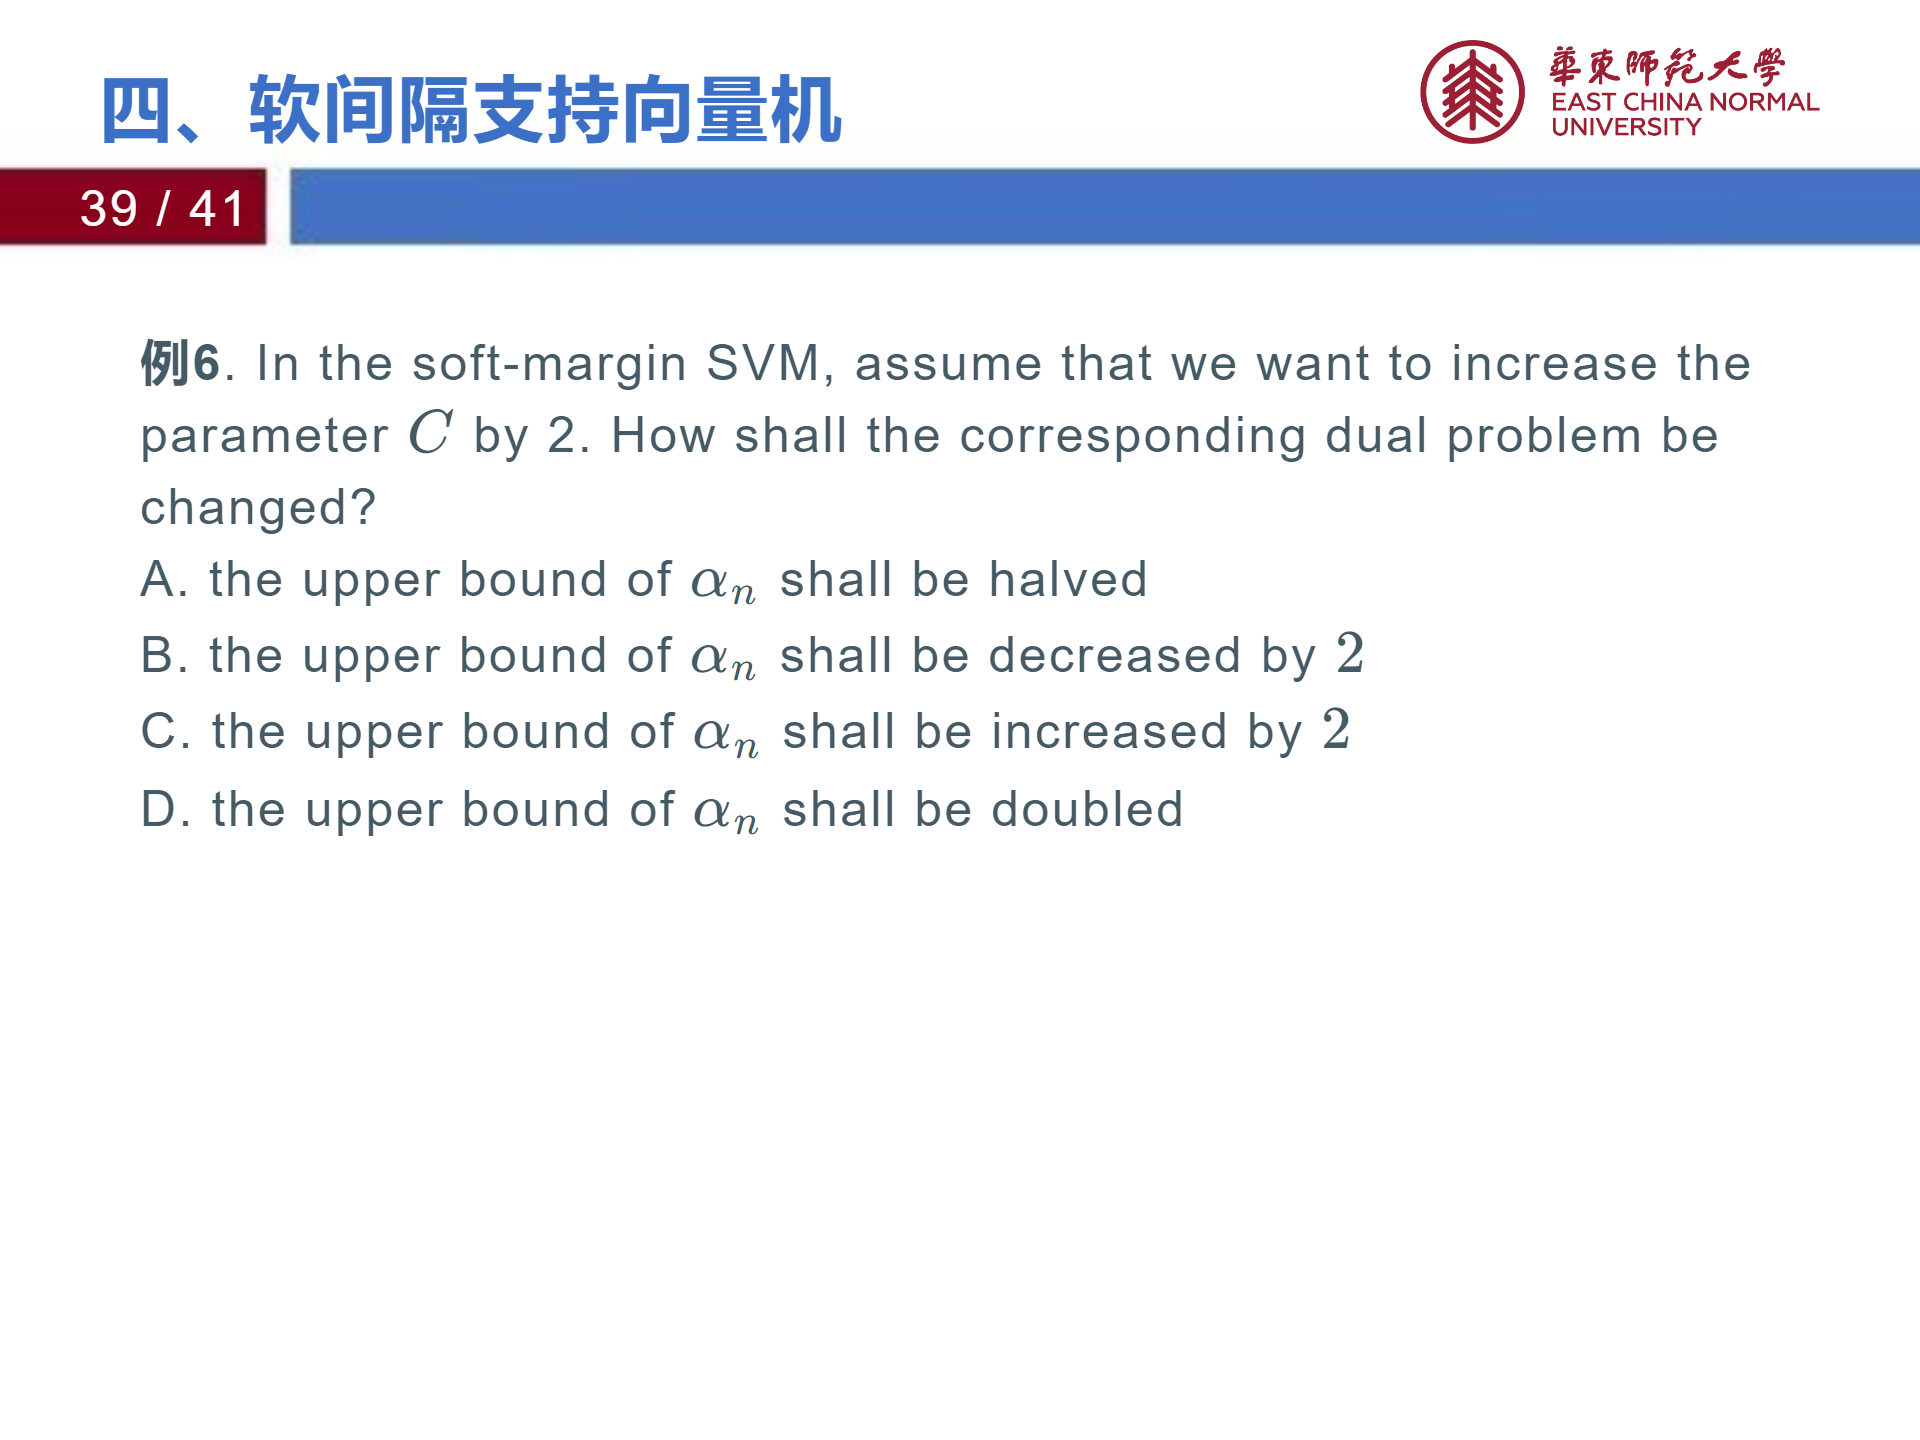 四、软间隔支持向量机
華東師範大學
EAST CHINA NORMAL
UNIVERSITY
39 / 41
例6. In the soft-margin SVM, assume that we want to increase the
parameter C by 2. How shall the corresponding dual problem be
changed?
A. the upper bound of αₙ shall be halved
B. the upper bound of αₙ shall be decreased by 2
C. the upper bound of αₙ shall be increased by 2
D. the upper bound of αₙ shall be doubled